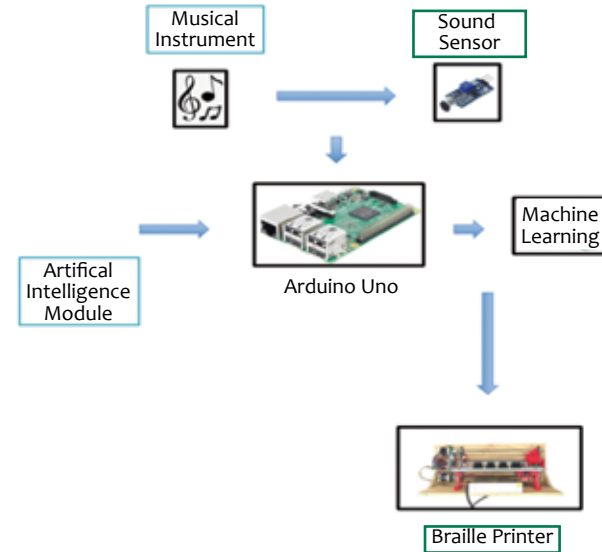 Musical
Instrument
Sound
Sensor
Machine
Learning
Artifical
Intelligence
Module
Arduino Uno
Braille Printer